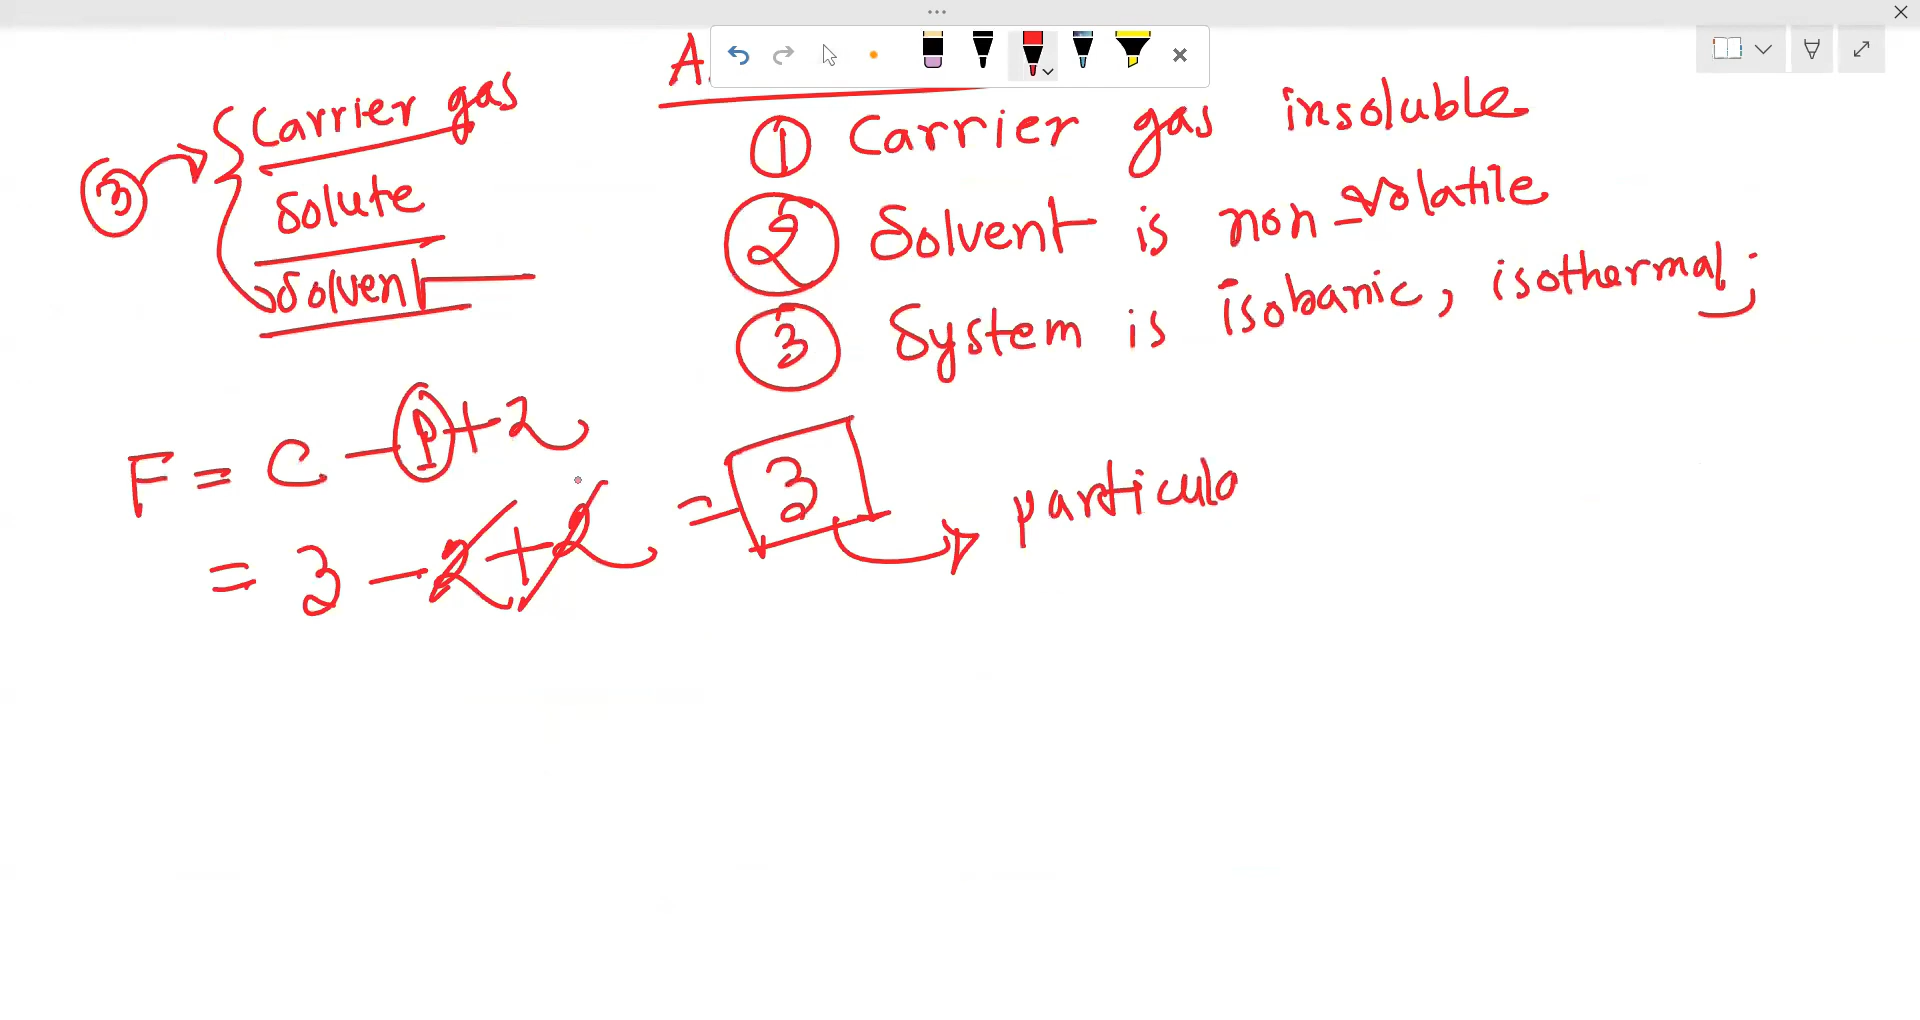 ③ → { Carrier gas
Solute
Solvent
① Carrier gas insoluble
② Solvent is non-volatile
③ System is isobaric, isothermal;
F = C - P + 2
= 3 - 2 + 2 = 3 → particula